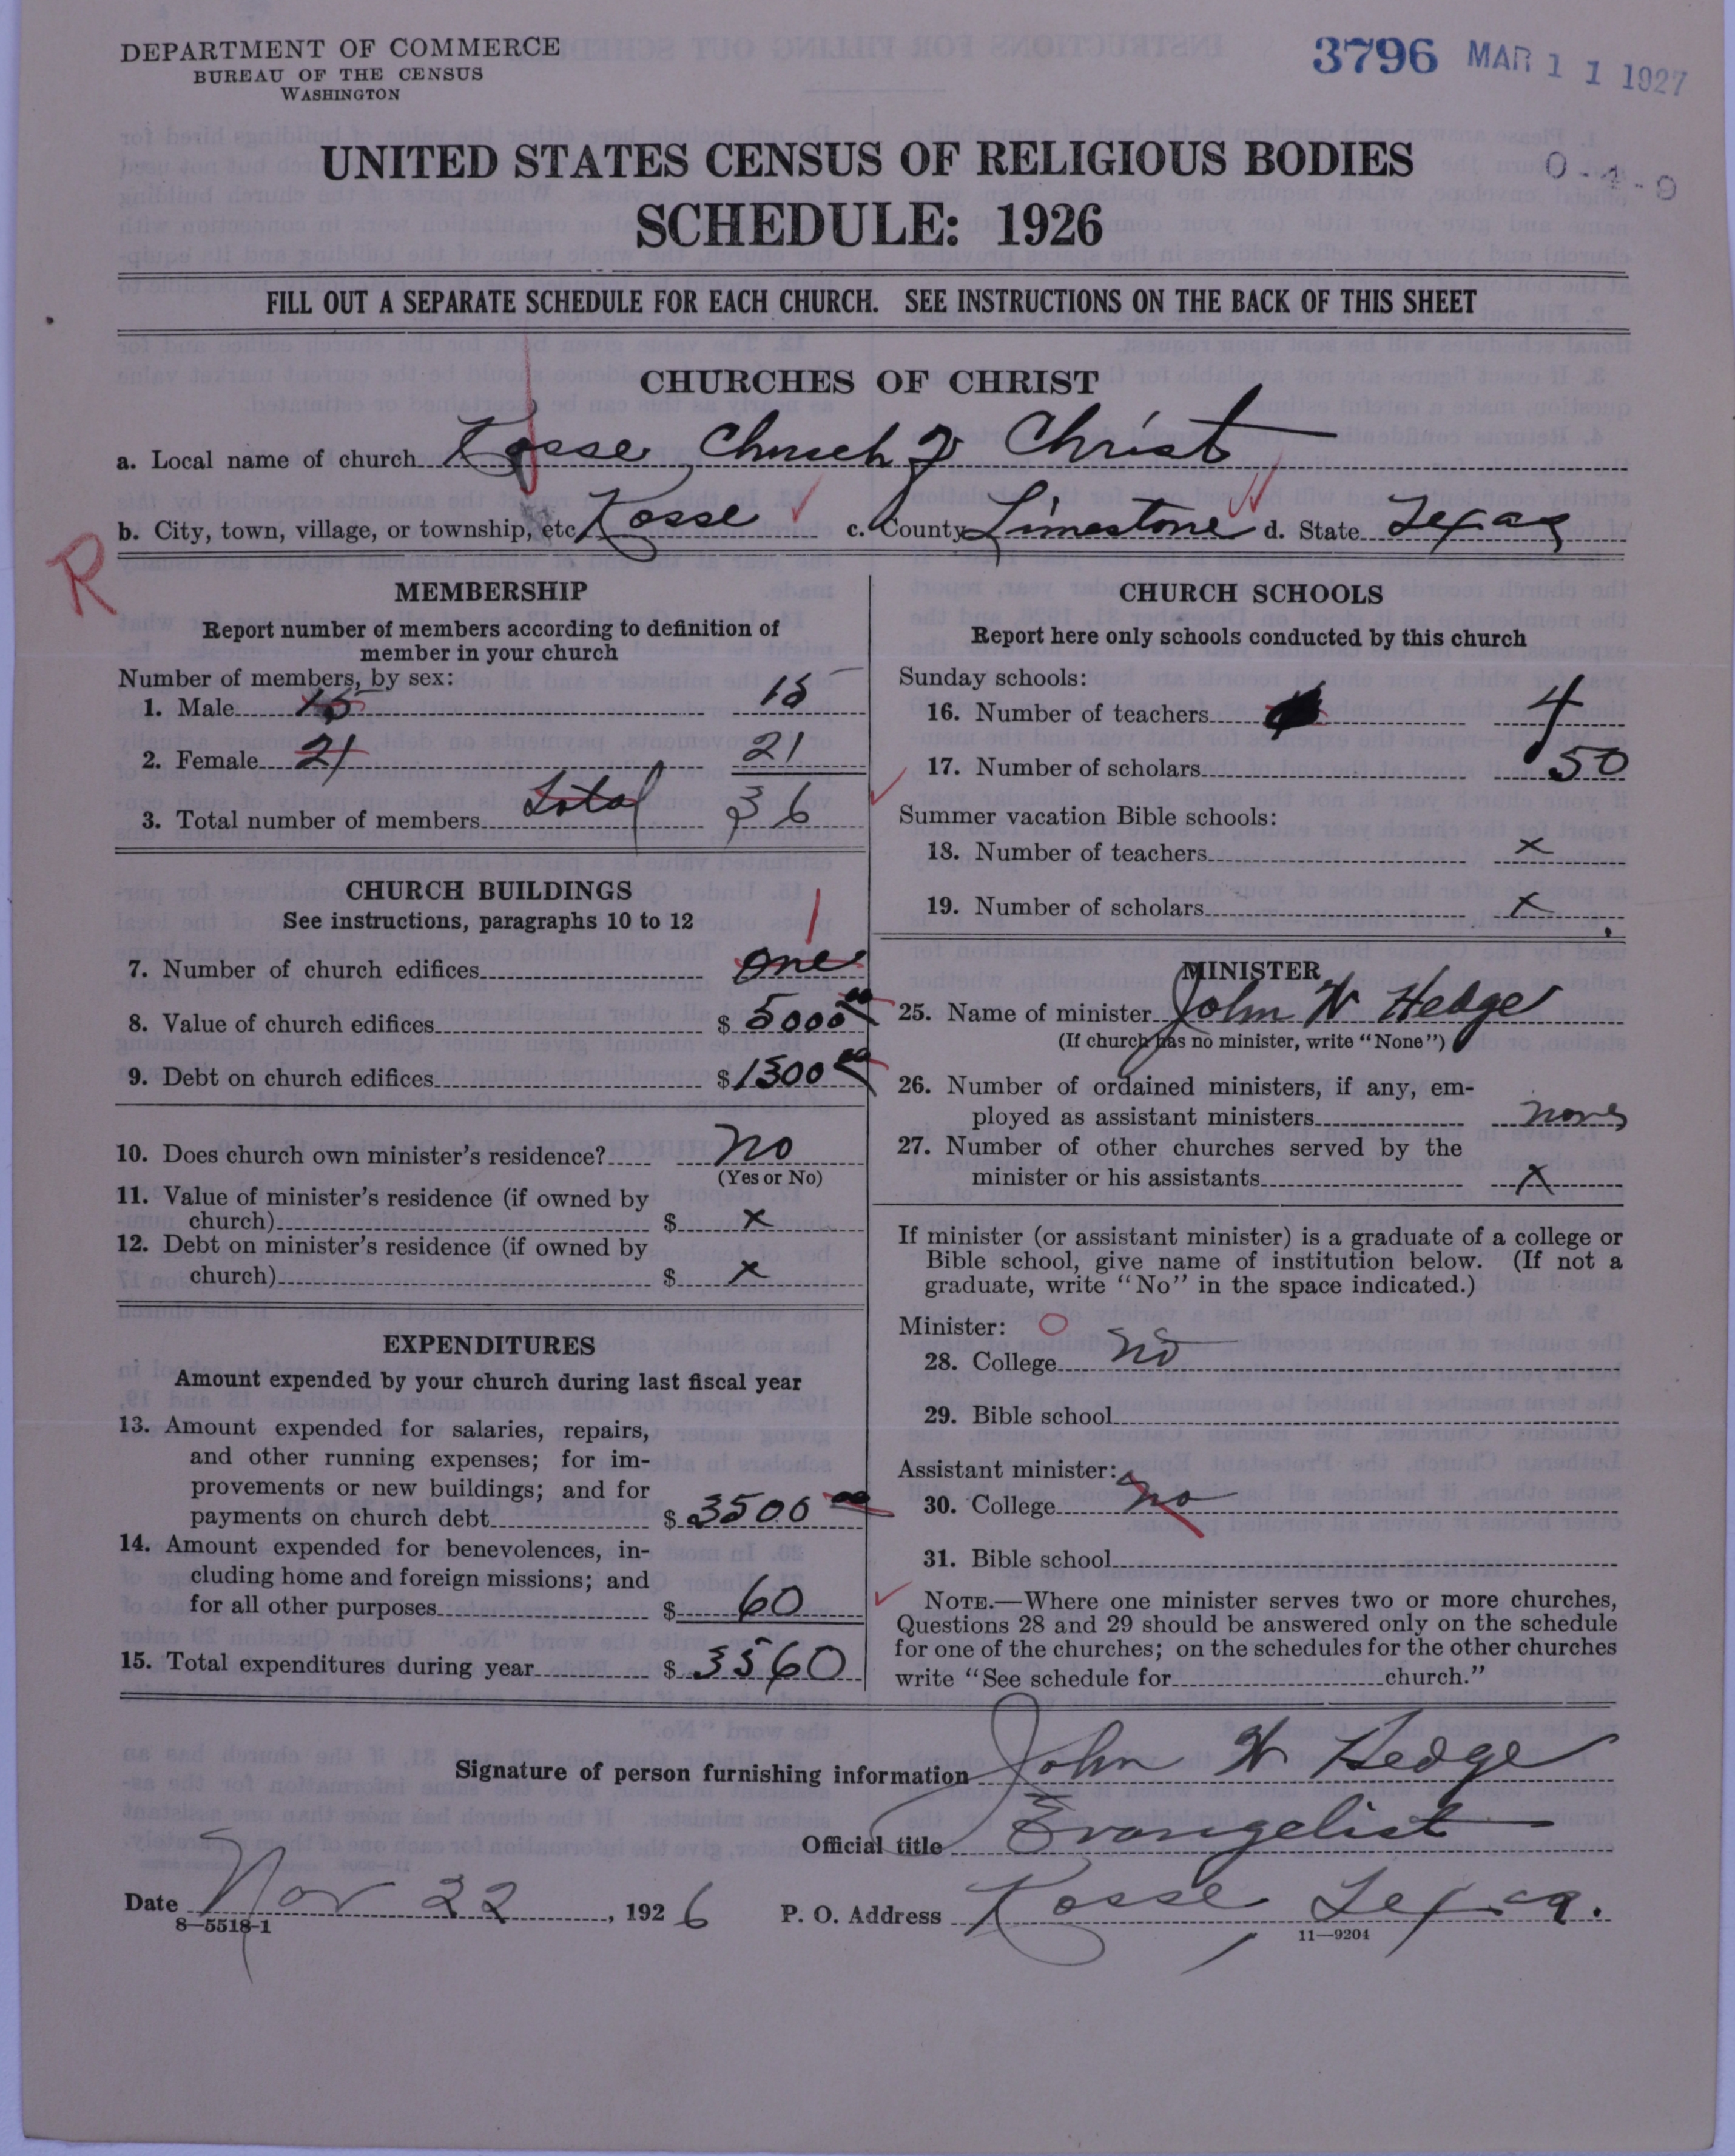 DEPARTMENT OF COMMERCE
BUREAU OF THE CENSUS
WASHINGTON
3796 MAR 11 1927
0-4-9
UNITED STATES CENSUS OF RELIGIOUS BODIES
SCHEDULE: 1926
FILL OUT A SEPARATE SCHEDULE FOR EACH CHURCH. SEE INSTRUCTIONS ON THE BACK OF THIS SHEET
CHURCHES OF CHRIST
a. Local name of church Kosse Church of Christ
b. City, town, village, or township, etc. Kosse c. County Limestone d. State Texas
R
MEMBERSHIP
Report number of members according to definition of
member in your church
Number of members, by sex:
1. Male 15 15
2. Female 21 21
3. Total number of members Total 36
CHURCH BUILDINGS
See instructions, paragraphs 10 to 12
1
7. Number of church edifices one
8. Value of church edifices $ 5000 00
9. Debt on church edifices $ 1300 00
10. Does church own minister's residence? No
(Yes or No)
11. Value of minister's residence (if owned by
church) $ x
12. Debt on minister's residence (if owned by
church) $ x
EXPENDITURES
Amount expended by your church during last fiscal year
13. Amount expended for salaries, repairs,
and other running expenses; for im-
provements or new buildings; and for
payments on church debt $ 3500 00
14. Amount expended for benevolences, in-
cluding home and foreign missions; and
for all other purposes $ 60
15. Total expenditures during year $ 3560
CHURCH SCHOOLS
Report here only schools conducted by this church
Sunday schools:
16. Number of teachers 4
17. Number of scholars 50
Summer vacation Bible schools:
18. Number of teachers x
19. Number of scholars x
MINISTER
25. Name of minister John W Hedge
(If church has no minister, write "None")
26. Number of ordained ministers, if any, em-
ployed as assistant ministers none
27. Number of other churches served by the
minister or his assistants x
If minister (or assistant minister) is a graduate of a college or
Bible school, give name of institution below. (If not a
graduate, write "No" in the space indicated.)
Minister: O
28. College No
29. Bible school
Assistant minister:
30. College No
31. Bible school
NOTE.—Where one minister serves two or more churches,
Questions 28 and 29 should be answered only on the schedule
for one of the churches; on the schedules for the other churches
write "See schedule for church."
Signature of person furnishing information John W Hedge
Official title Evangelist
Date Nov 22, 1926 P. O. Address Kosse, Texas.
8—5518-1
11—9204